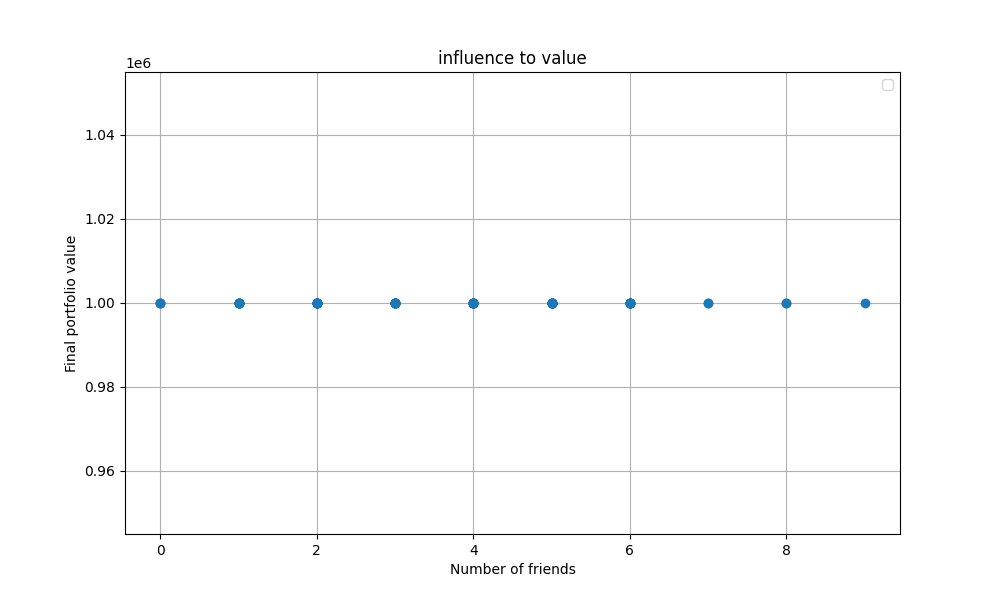 influence to value
1e6
1.04
1.02
1.00
0.98
0.96
Final portfolio value
0 2 4 6 8
Number of friends